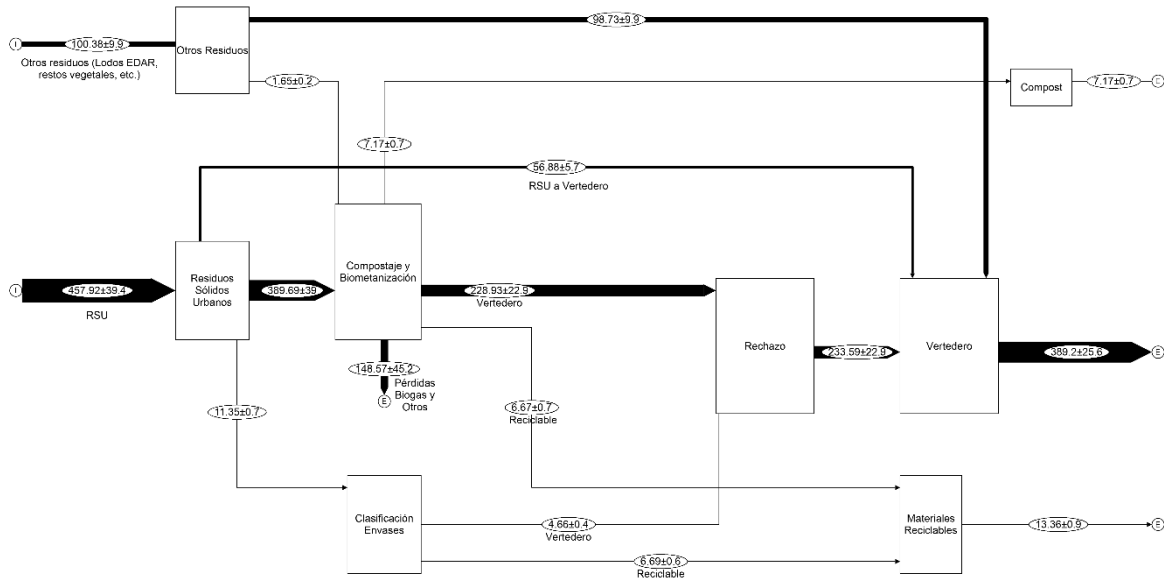 98.73±9.9
I
100.38±9.9
Otros Residuos
Otros residuos (Lodos EDAR,
restos vegetales, etc.)
1.65±0.2
Compost
7.17±0.7
E
7.17±0.7
56.88±5.7
RSU a Vertedero
I
457.92±39.4
RSU
Residuos
Sólidos
Urbanos
389.69±39
Compostaje y
Biometanización
228.93±22.9
Vertedero
Rechazo
233.59±22.9
Vertedero
389.2±25.6
E
148.57±45.2
Pérdidas
Biogas y
Otros
E
11.35±0.7
6.67±0.7
Reciclable
Clasificación
Envases
4.66±0.4
Vertedero
6.69±0.6
Reciclable
Materiales
Reciclables
13.36±0.9
E